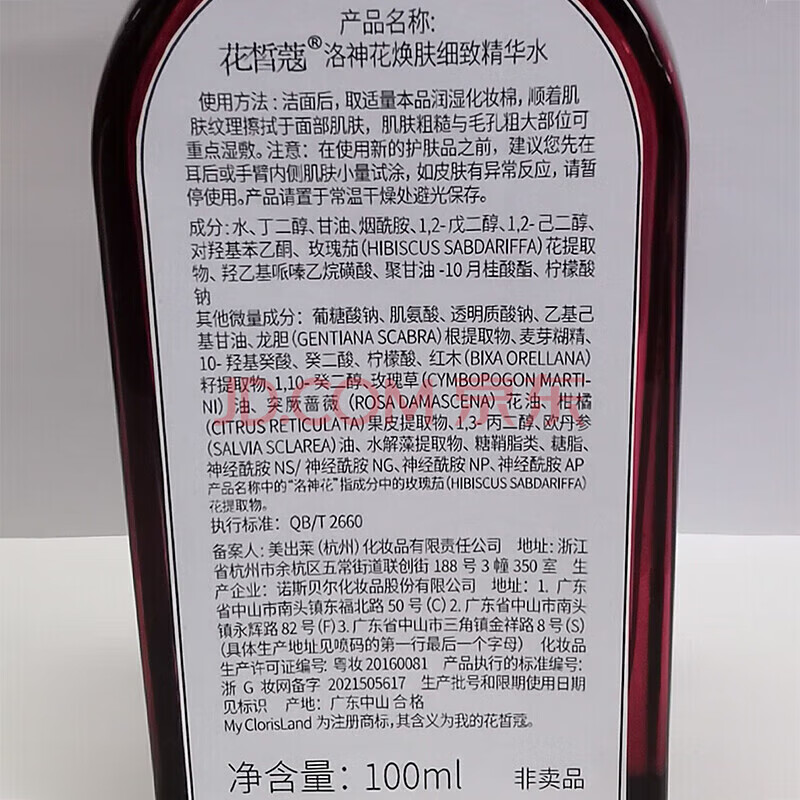 产品名称:
花皙蔻®洛神花焕肤细致精华水
使用方法：洁面后，取适量本品润湿化妆棉，顺着肌
肤纹理擦拭于面部肌肤，肌肤粗糙与毛孔粗大部位可
重点湿敷。注意：在使用新的护肤品之前，建议您先在
耳后或手臂内侧肌肤小量试涂，如皮肤有异常反应，请暂
停使用。产品请置于常温干燥处避光保存。
成分：水、丁二醇、甘油、烟酰胺、1,2-戊二醇、1,2-己二醇、
对羟基苯乙酮、玫瑰茄(HIBISCUS SABDARIFFA)花提取
物、羟乙基哌嗪乙烷磺酸、聚甘油-10月桂酸酯、柠檬酸
钠
其他微量成分：葡糖酸钠、肌氨酸、透明质酸钠、乙基己
基甘油、龙胆(GENTIANA SCABRA)根提取物、麦芽糊精、
10-羟基癸酸、癸二酸、柠檬酸、红木(BIXA ORELLANA)
籽提取物、1,10-癸二醇、玫瑰草(CYMBOPOGON MARTI-
NI)油、突厥蔷薇(ROSA DAMASCENA)花油、柑橘
(CITRUS RETICULATA)果皮提取物、1,3-丙二醇、欧丹参
(SALVIA SCLAREA)油、水解藻提取物、糖鞘脂类、糖脂、
神经酰胺NS/神经酰胺NG、神经酰胺NP、神经酰胺AP
产品名称中的“洛神花”指成分中的玫瑰茄(HIBISCUS SABDARIFFA)
花提取物。
执行标准：QB/T 2660
备案人：美出莱(杭州)化妆品有限责任公司 地址：浙江
省杭州市余杭区五常街道联创街188号3幢350室 生
产企业：诺斯贝尔化妆品股份有限公司 地址：1.广东
省中山市南头镇东福北路50号(C)2.广东省中山市南头
镇永辉路82号(F)3.广东省中山市三角镇金祥路8号(S)
(具体生产地址见喷码的第一行最后一个字母) 化妆品
生产许可证编号：粤妆20160081 产品执行的标准编号：
浙G妆网备字2021505617 生产批号和限期使用日期
见标识 产地：广东中山 合格
My ClorisLand 为注册商标，其含义为我的花皙蔻。
净含量：100ml 非卖品
JD.COM 京东